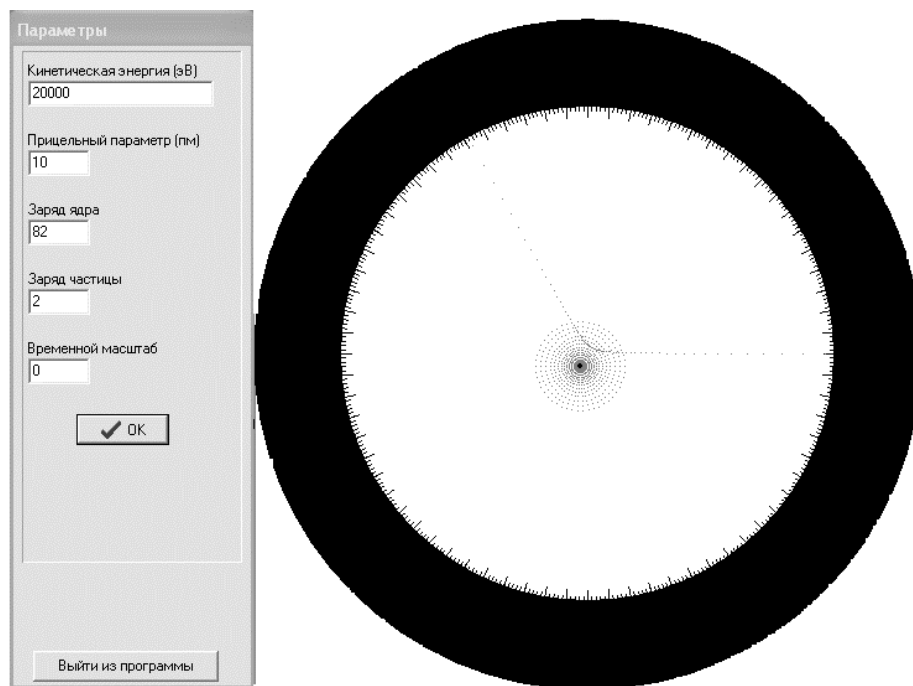 Параметры
Кинетическая энергия (эВ)
20000
Прицельный параметр (пм)
10
Заряд ядра
82
Заряд частицы
2
Временной масштаб
0
OK
Выйти из программы